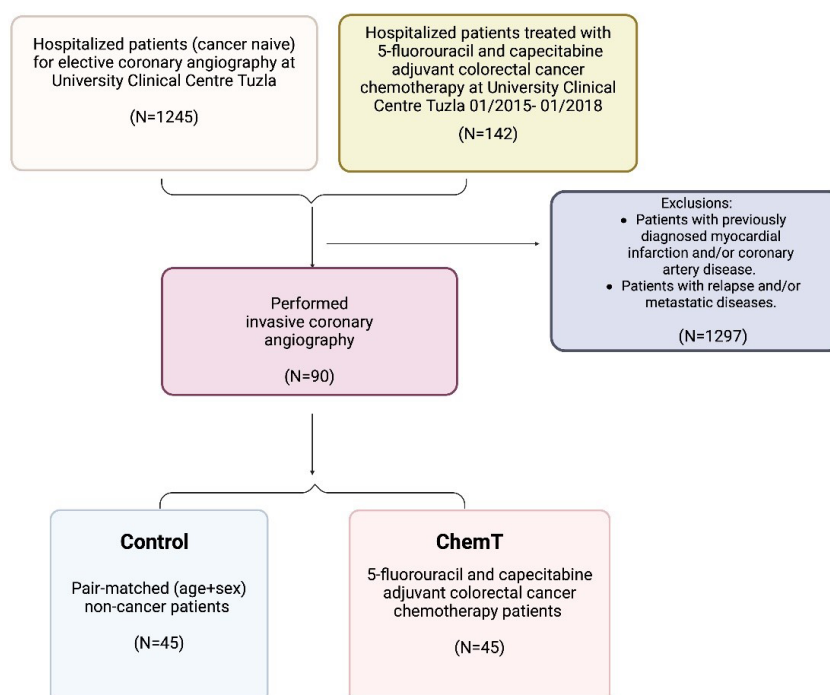 Hospitalized patients (cancer naive)
for elective coronary angiography at
University Clinical Centre Tuzla
(N=1245)
Hospitalized patients treated with
5-fluorouracil and capecitabine
adjuvant colorectal cancer
chemotherapy at University Clinical
Centre Tuzla 01/2015- 01/2018
(N=142)
Exclusions:
• Patients with previously
diagnosed myocardial
infarction and/or coronary
artery disease.
• Patients with relapse and/or
metastatic diseases.
(N=1297)
Performed
invasive coronary
angiography
(N=90)
Control
Pair-matched (age+sex)
non-cancer patients
(N=45)
ChemT
5-fluorouracil and capecitabine
adjuvant colorectal cancer
chemotherapy patients
(N=45)